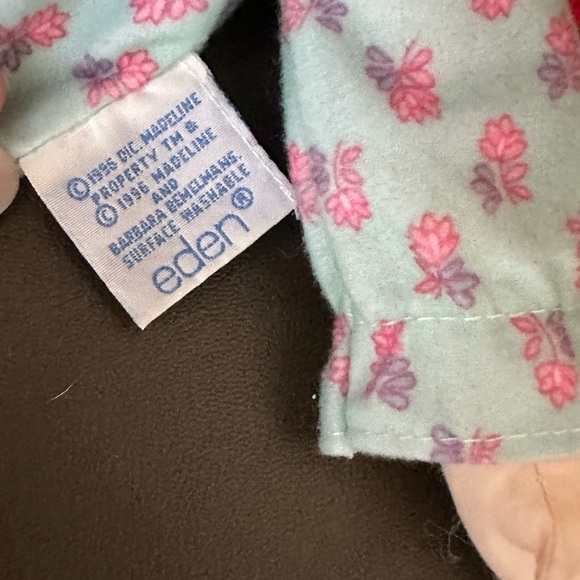 ©1996 DIC. MADELINE
PROPERTY TM &
© 1996 MADELINE
AND
BARBARA BEMELMANS.
SURFACE WASHABLE
eden®